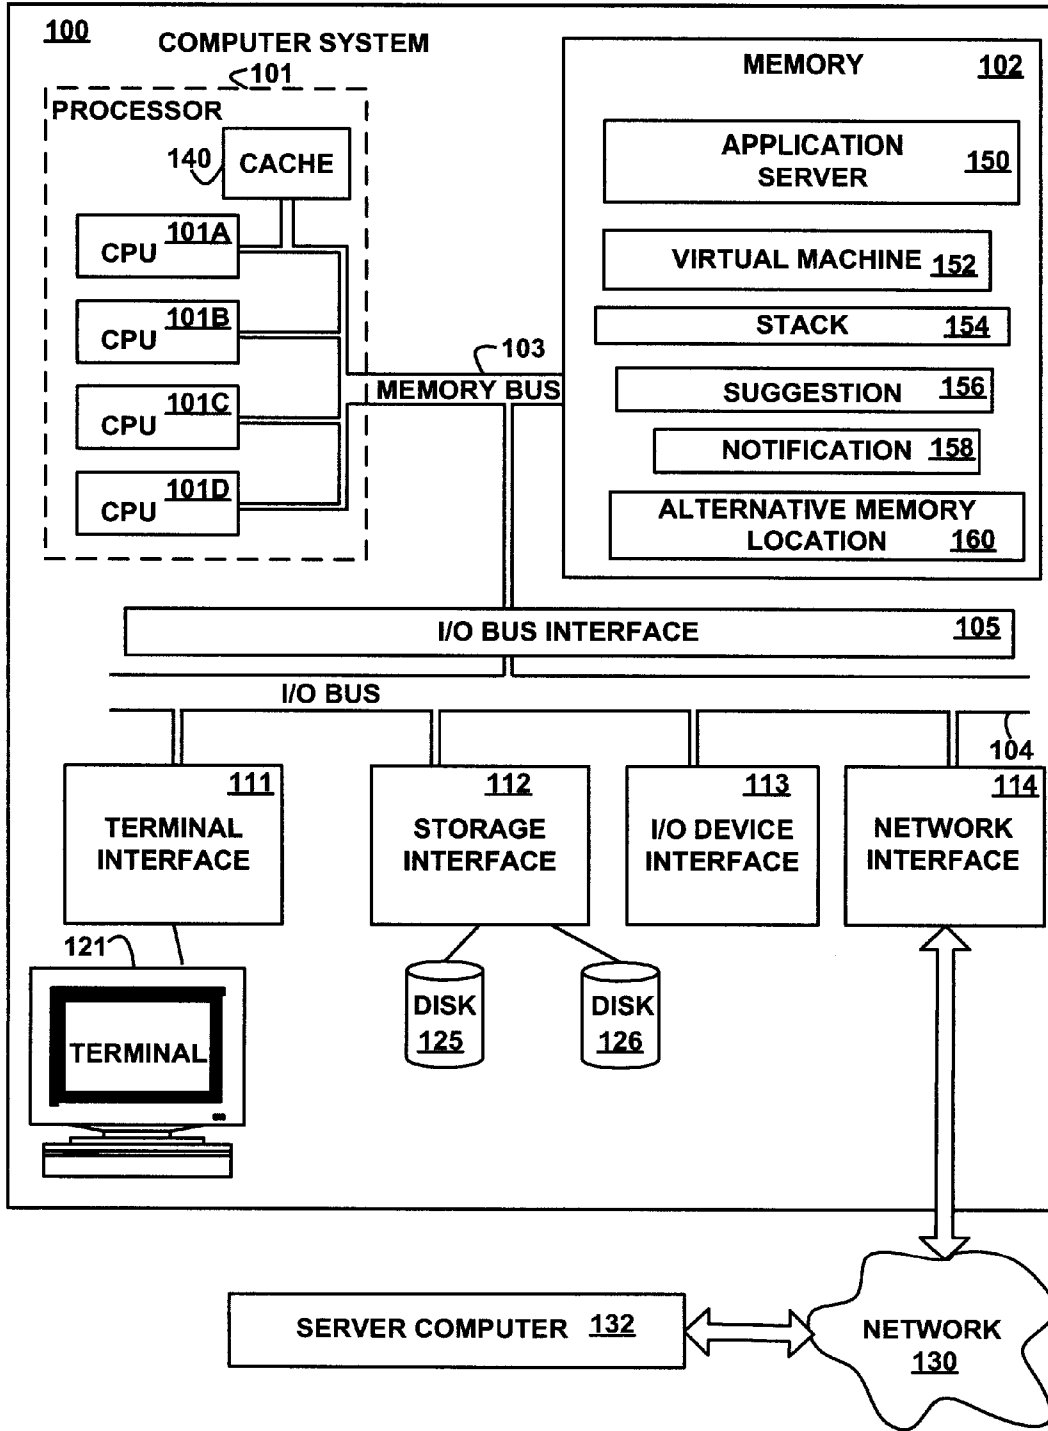 100
COMPUTER SYSTEM
101
PROCESSOR
140
CACHE
CPU 101A
CPU 101B
CPU 101C
CPU 101D
103
MEMORY BUS
MEMORY 102
APPLICATION
SERVER 150
VIRTUAL MACHINE 152
STACK 154
SUGGESTION 156
NOTIFICATION 158
ALTERNATIVE MEMORY
LOCATION 160
I/O BUS INTERFACE 105
I/O BUS
104
111
TERMINAL
INTERFACE
112
STORAGE
INTERFACE
113
I/O DEVICE
INTERFACE
114
NETWORK
INTERFACE
121
TERMINAL
DISK
125
DISK
126
SERVER COMPUTER 132
NETWORK
130